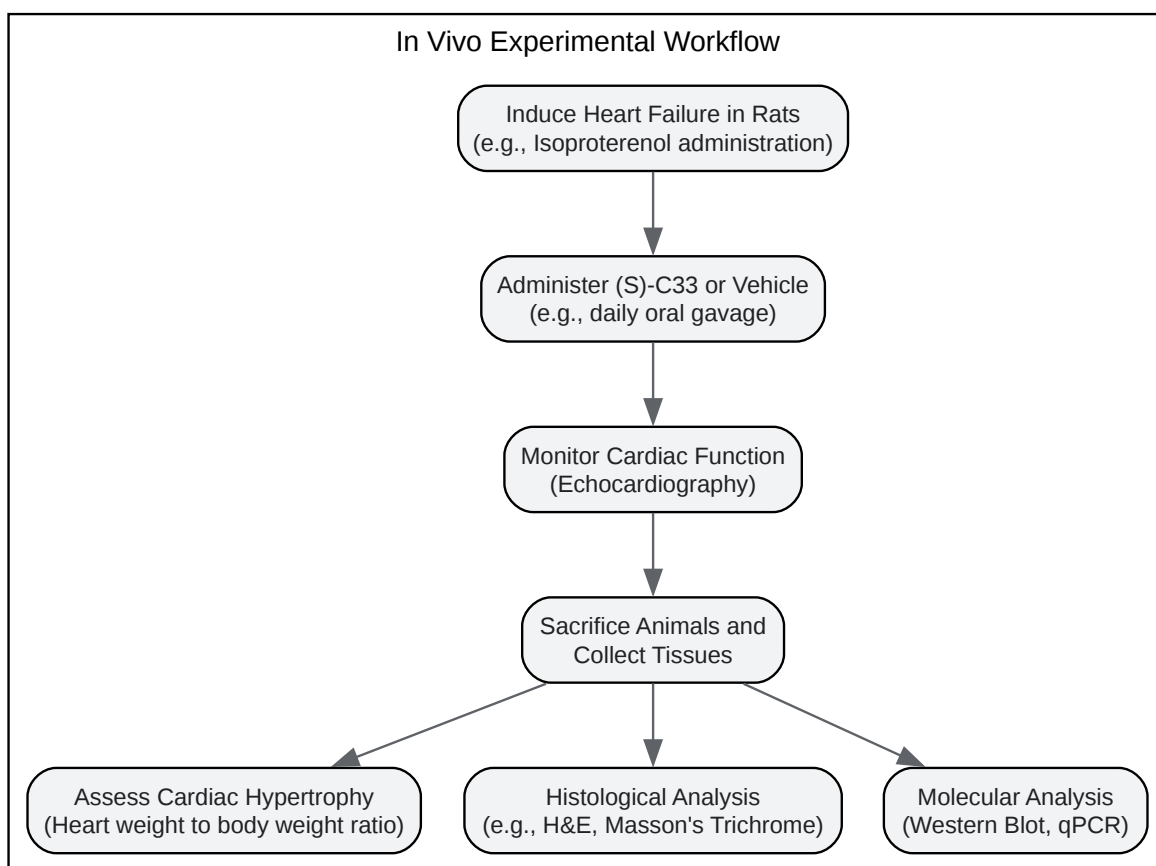 In Vivo Experimental Workflow
Induce Heart Failure in Rats
(e.g., Isoproterenol administration)
Administer (S)-C33 or Vehicle
(e.g., daily oral gavage)
Monitor Cardiac Function
(Echocardiography)
Sacrifice Animals and
Collect Tissues
Assess Cardiac Hypertrophy
(Heart weight to body weight ratio)
Histological Analysis
(e.g., H&E, Masson's Trichrome)
Molecular Analysis
(Western Blot, qPCR)